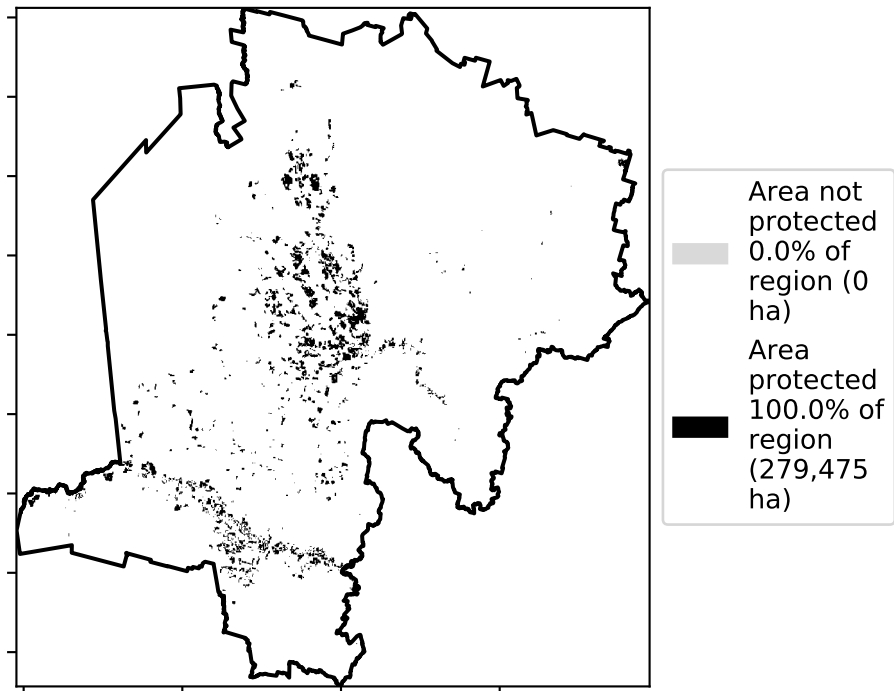 Area not
protected
0.0% of
region (0
ha)
Area
protected
100.0% of
region
(279,475
ha)